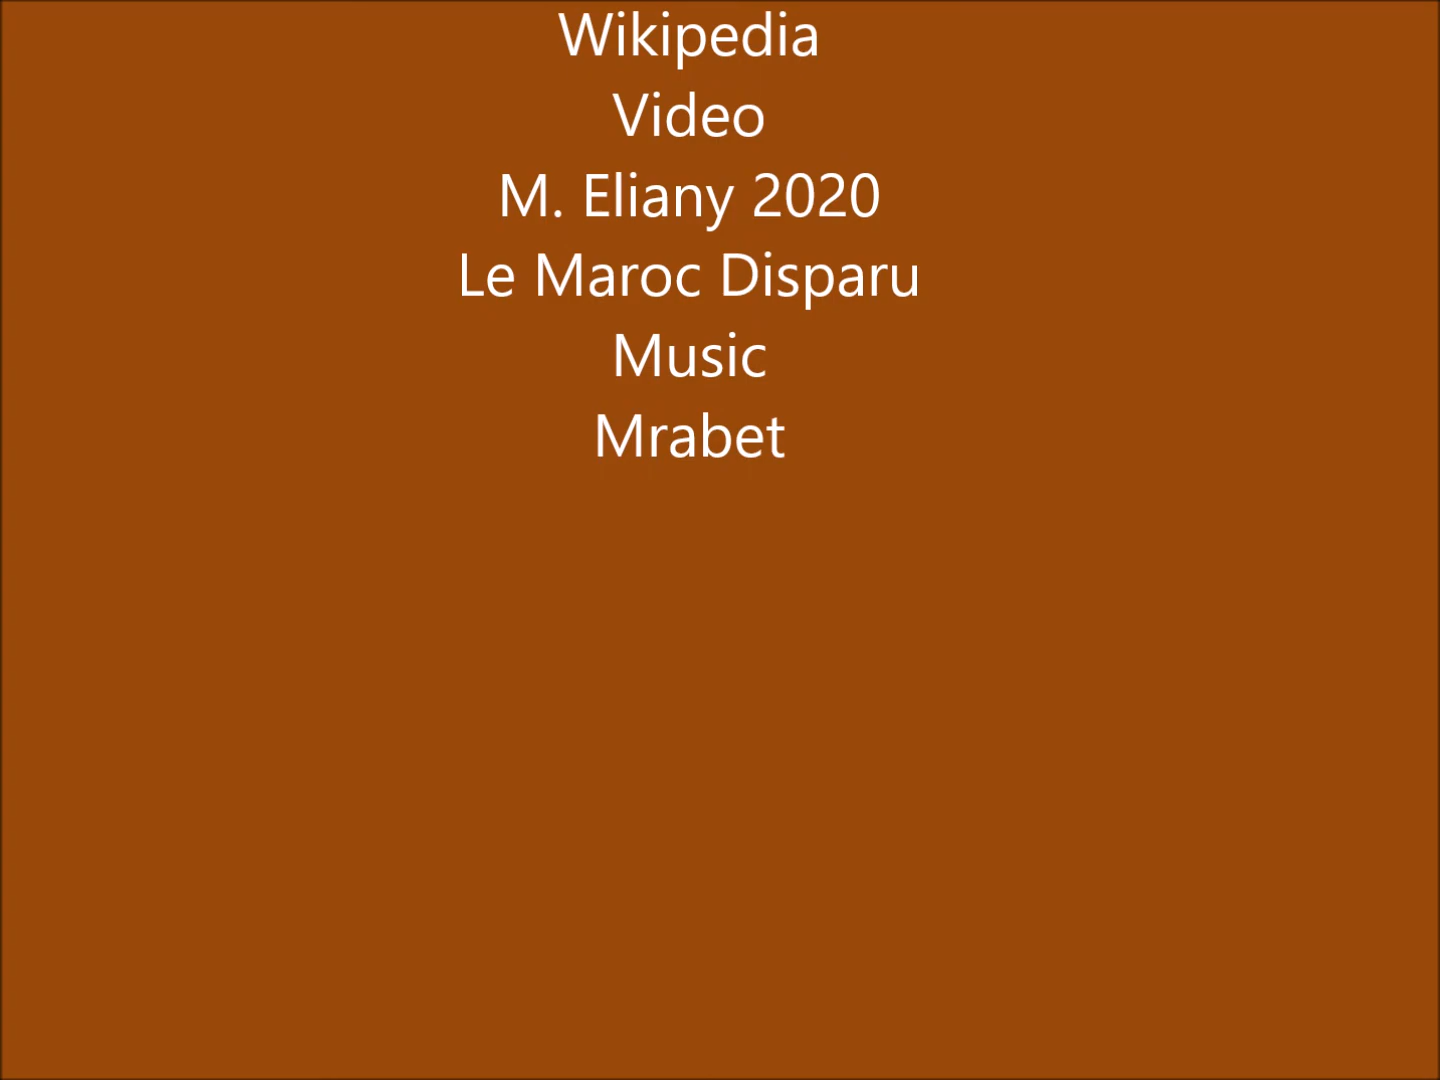 Wikipedia
Video
M. Eliany 2020
Le Maroc Disparu
Music
Mrabet